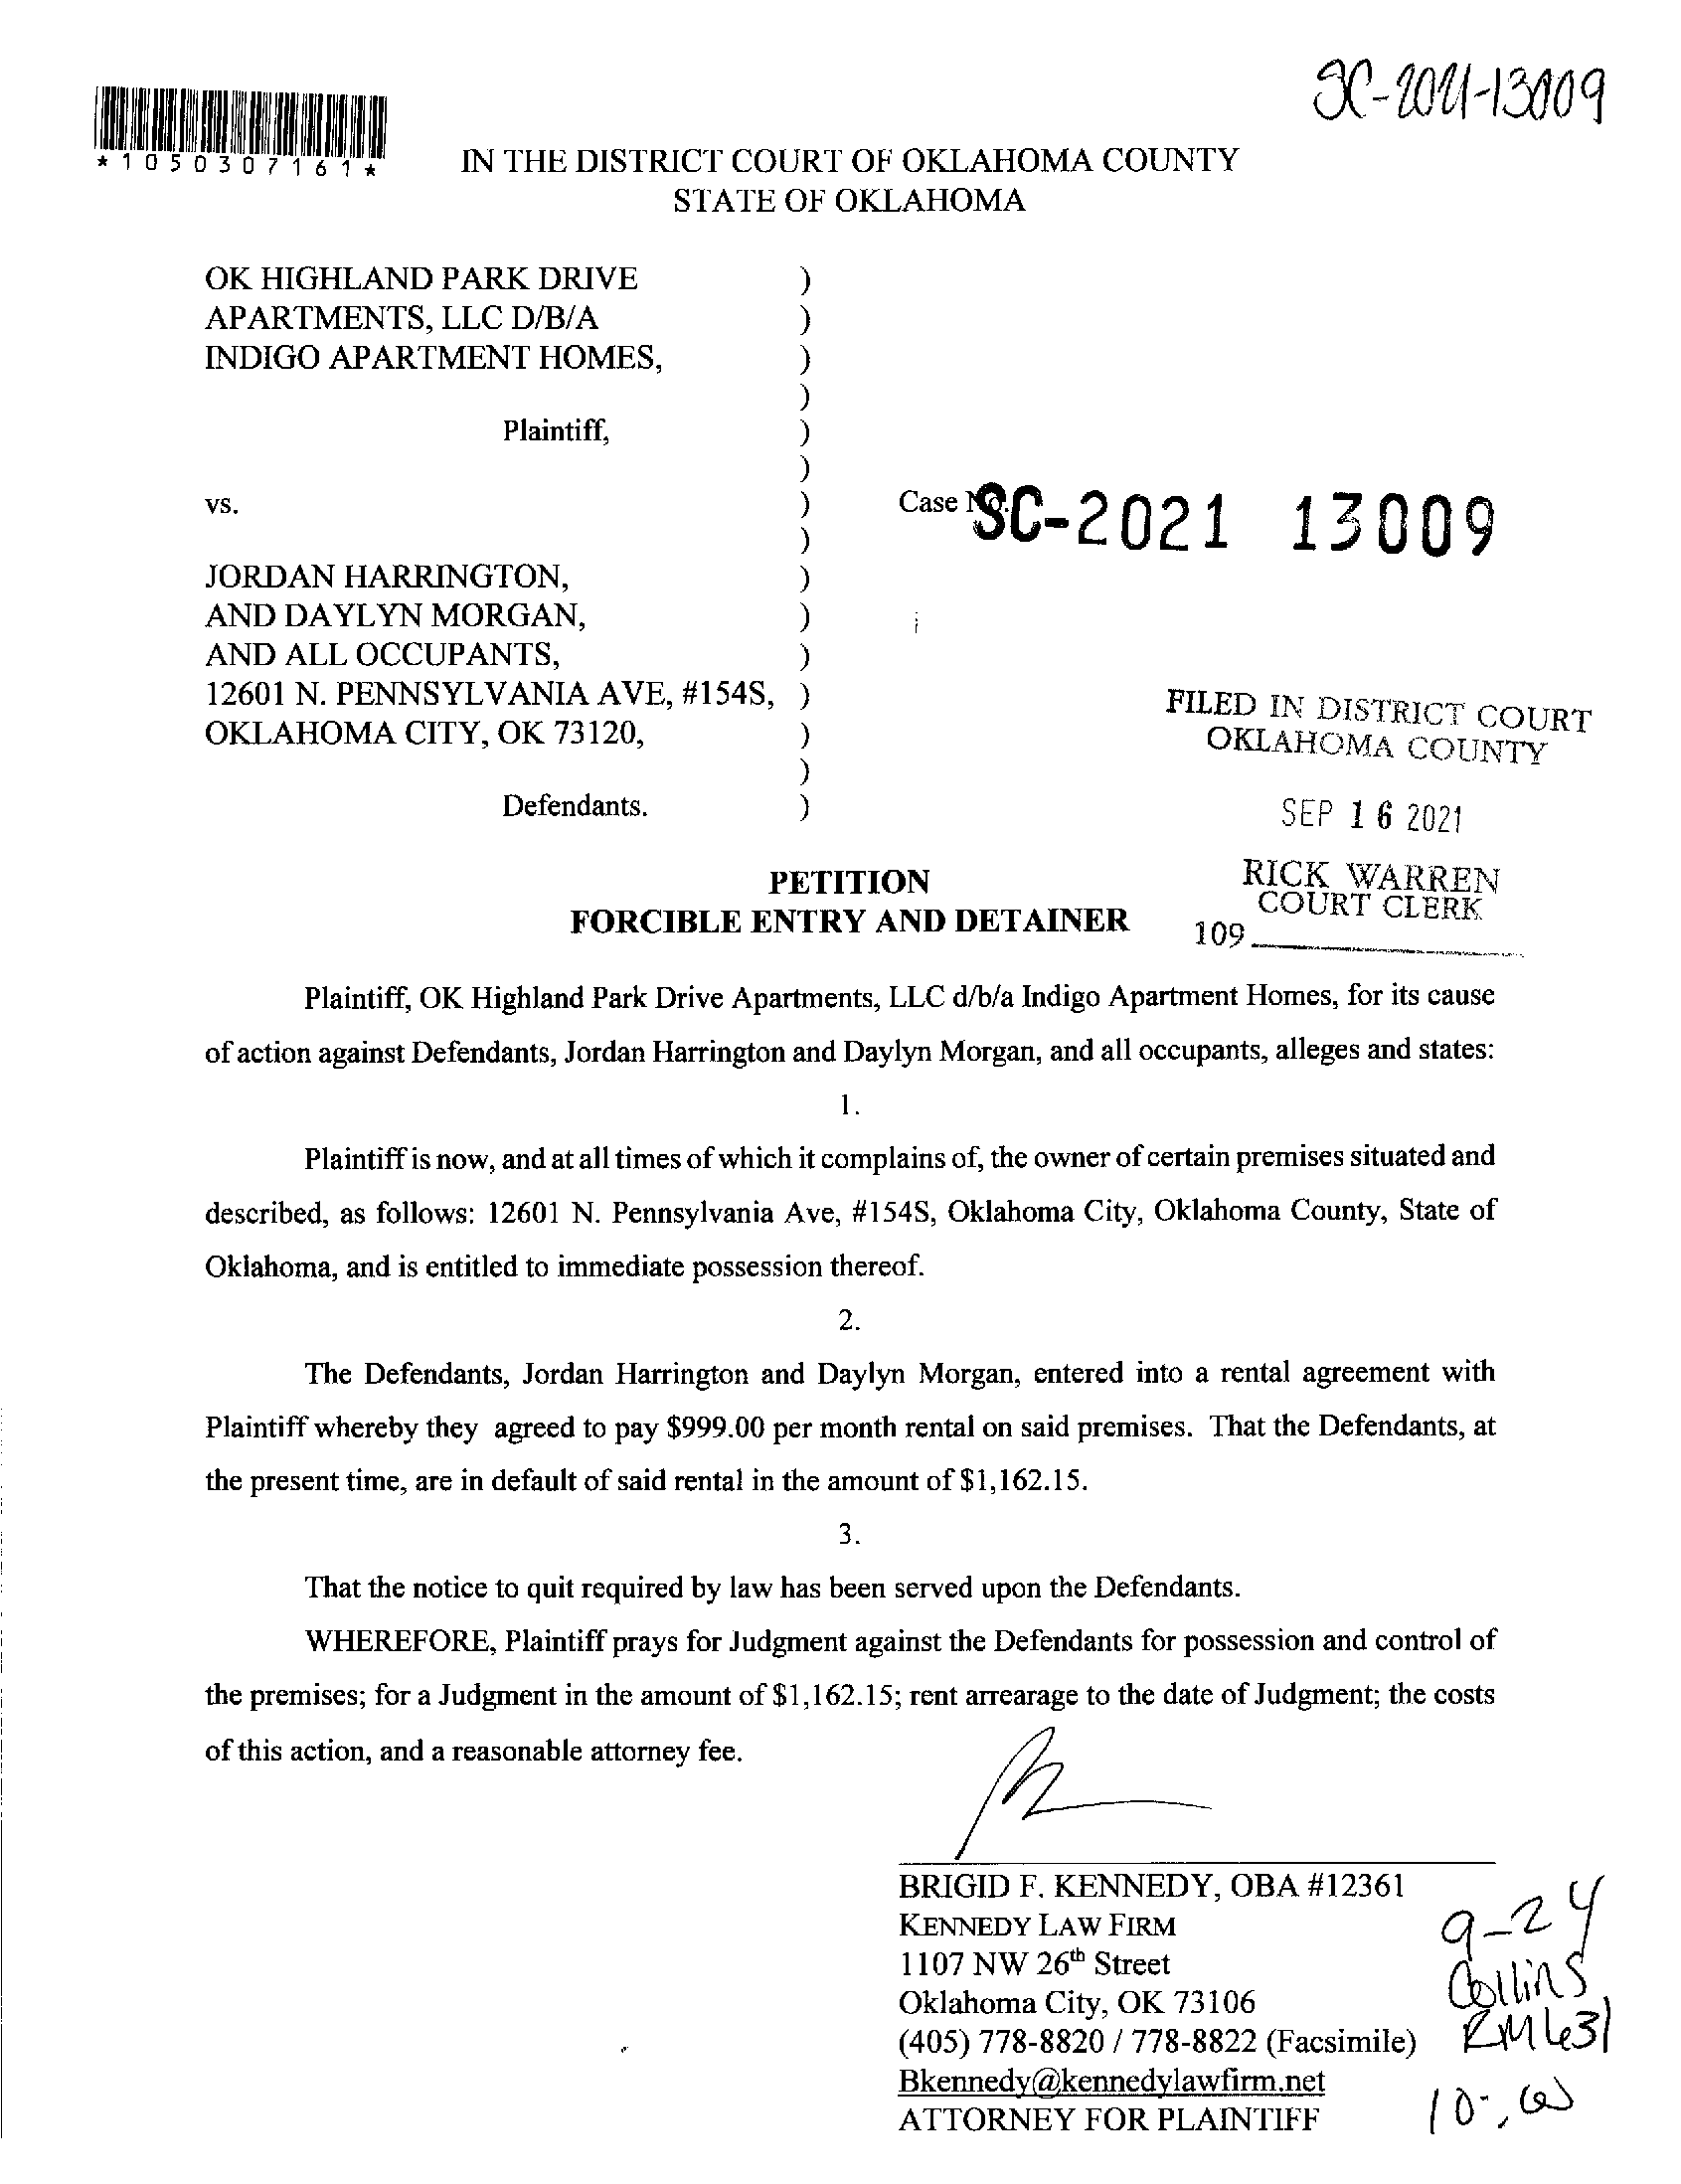 SC-2021-13009
*1050307161*
IN THE DISTRICT COURT OF OKLAHOMA COUNTY
STATE OF OKLAHOMA
OK HIGHLAND PARK DRIVE )
APARTMENTS, LLC D/B/A )
INDIGO APARTMENT HOMES, )
)
Plaintiff, )
)
vs. ) Case No. SC-2021 13009
)
JORDAN HARRINGTON, )
AND DAYLYN MORGAN, )
AND ALL OCCUPANTS, )
12601 N. PENNSYLVANIA AVE, #154S, )
OKLAHOMA CITY, OK 73120, )
)
Defendants. )
FILED IN DISTRICT COURT
OKLAHOMA COUNTY
SEP 16 2021
RICK WARREN
COURT CLERK
109
PETITION
FORCIBLE ENTRY AND DETAINER
Plaintiff, OK Highland Park Drive Apartments, LLC d/b/a Indigo Apartment Homes, for its cause
of action against Defendants, Jordan Harrington and Daylyn Morgan, and all occupants, alleges and states:
1.
Plaintiff is now, and at all times of which it complains of, the owner of certain premises situated and
described, as follows: 12601 N. Pennsylvania Ave, #154S, Oklahoma City, Oklahoma County, State of
Oklahoma, and is entitled to immediate possession thereof.
2.
The Defendants, Jordan Harrington and Daylyn Morgan, entered into a rental agreement with
Plaintiff whereby they agreed to pay $999.00 per month rental on said premises. That the Defendants, at
the present time, are in default of said rental in the amount of $1,162.15.
3.
That the notice to quit required by law has been served upon the Defendants.
WHEREFORE, Plaintiff prays for Judgment against the Defendants for possession and control of
the premises; for a Judgment in the amount of $1,162.15; rent arrearage to the date of Judgment; the costs
of this action, and a reasonable attorney fee.
BRIGID F. KENNEDY, OBA #12361
KENNEDY LAW FIRM
1107 NW 26th Street
Oklahoma City, OK 73106
(405) 778-8820 / 778-8822 (Facsimile)
Bkennedy@kennedylawfirm.net
ATTORNEY FOR PLAINTIFF
9-24
Collins
RM 631